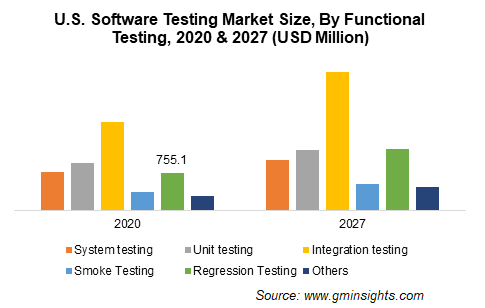 U.S. Software Testing Market Size, By Functional
Testing, 2020 & 2027 (USD Million)
755.1
2020 2027
System testing Unit testing Integration testing
Smoke Testing Regression Testing Others
Source: www.gminsights.com